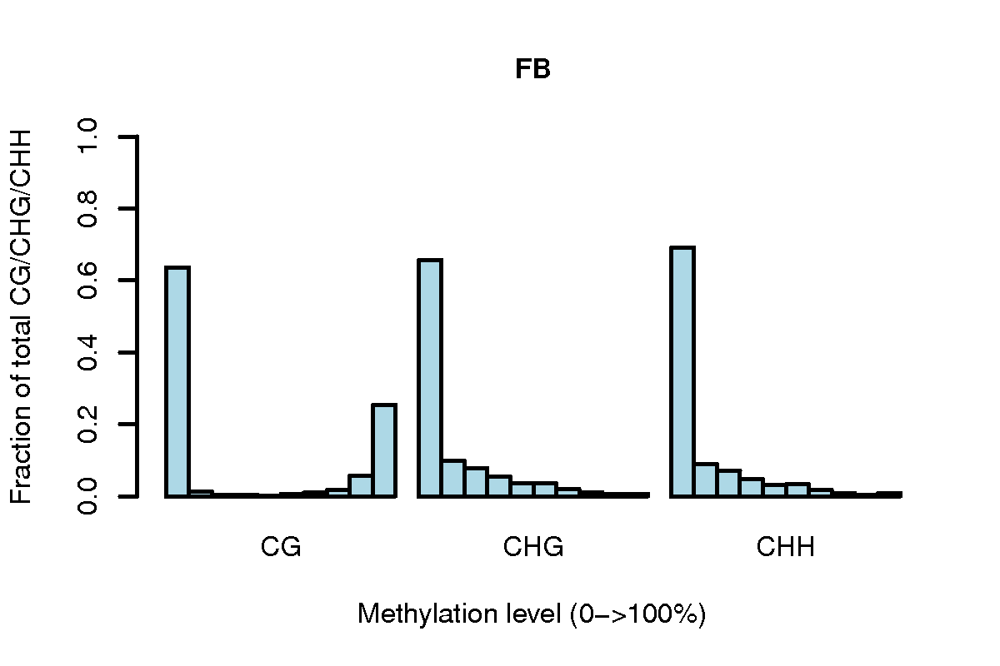 FB
Fraction of total CG/CHG/CHH
1.0
0.8
0.6
0.4
0.2
0.0
CG CHG CHH
Methylation level (0−>100%)